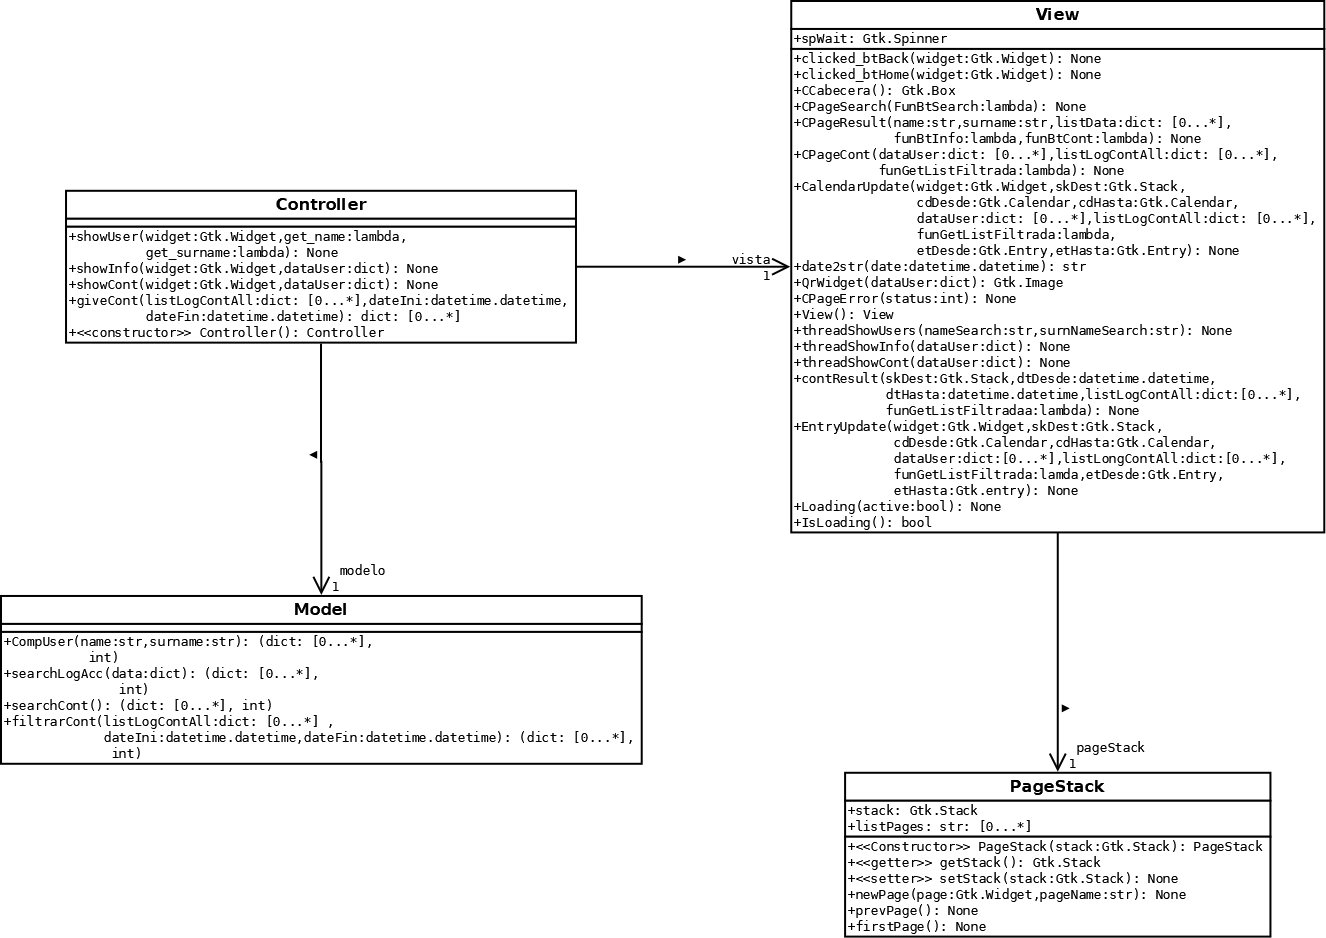 View
+spWait: Gtk.Spinner
+clicked_btBack(widget:Gtk.Widget): None
+clicked_btHome(widget:Gtk.Widget): None
+CCabecera(): Gtk.Box
+CPageSearch(FunBtSearch:lambda): None
+CPageResult(name:str,surname:str,listData:dict: [0...*],
funBtInfo:lambda,funBtCont:lambda): None
+CPageCont(dataUser:dict: [0...*],listLogContAll:dict: [0...*],
funGetListFiltrada:lambda): None
+CalendarUpdate(widget:Gtk.Widget,skDest:Gtk.Stack,
cdDesde:Gtk.Calendar,cdHasta:Gtk.Calendar,
dataUser:dict: [0...*],listLogContAll:dict: [0...*],
funGetListFiltrada:lambda,
etDesde:Gtk.Entry,etHasta:Gtk.Entry): None
+date2str(date:datetime.datetime): str
+QrWidget(dataUser:dict): Gtk.Image
+CPageError(status:int): None
+View(): View
+threadShowUsers(nameSearch:str,surnNameSearch:str): None
+threadShowInfo(dataUser:dict): None
+threadShowCont(dataUser:dict): None
+contResult(skDest:Gtk.Stack,dtDesde:datetime.datetime,
dtHasta:datetime.datetime,listLogContAll:dict:[0...*],
funGetListFiltradaa:lambda): None
+EntryUpdate(widget:Gtk.Widget,skDest:Gtk.Stack,
cdDesde:Gtk.Calendar,cdHasta:Gtk.Calendar,
dataUser:dict:[0...*],listLongContAll:dict:[0...*],
funGetListFiltrada:lamda,etDesde:Gtk.Entry,
etHasta:Gtk.entry): None
+Loading(active:bool): None
+IsLoading(): bool
Controller
+showUser(widget:Gtk.Widget,get_name:lambda,
get_surname:lambda): None
+showInfo(widget:Gtk.Widget,dataUser:dict): None
+showCont(widget:Gtk.Widget,dataUser:dict): None
+giveCont(listLogContAll:dict: [0...*],dateIni:datetime.datetime,
dateFin:datetime.datetime): dict: [0...*]
+<<constructor>> Controller(): Controller
vista
1
modelo
1
Model
+CompUser(name:str,surname:str): (dict: [0...*],
int)
+searchLogAcc(data:dict): (dict: [0...*],
int)
+searchCont(): (dict: [0...*], int)
+filtrarCont(listLogContAll:dict: [0...*] ,
dateIni:datetime.datetime,dateFin:datetime.datetime): (dict: [0...*],
int)
pageStack
1
PageStack
+stack: Gtk.Stack
+listPages: str: [0...*]
+<<Constructor>> PageStack(stack:Gtk.Stack): PageStack
+<<getter>> getStack(): Gtk.Stack
+<<setter>> setStack(stack:Gtk.Stack): None
+newPage(page:Gtk.Widget,pageName:str): None
+prevPage(): None
+firstPage(): None